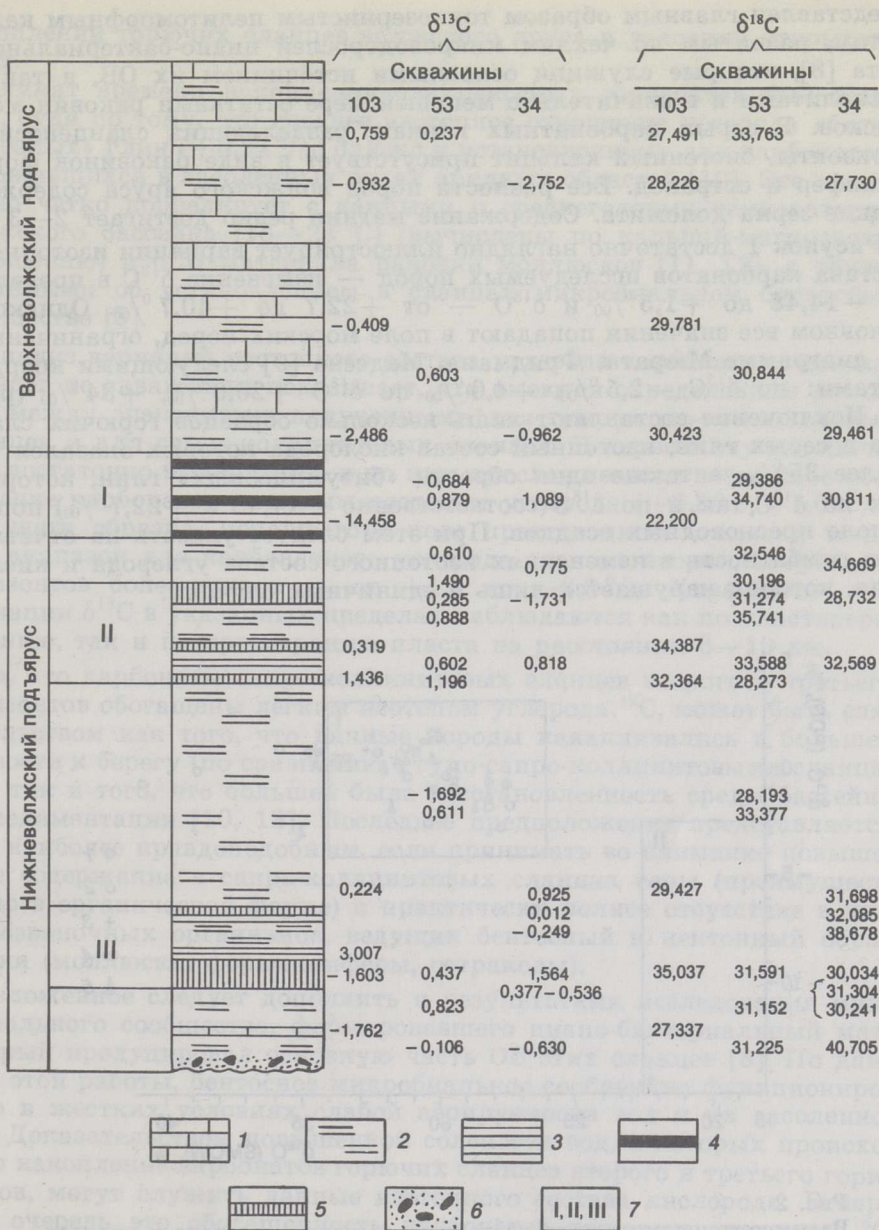 δ¹³C δ¹⁸O
Скважины Скважины
103 53 34 103 53 34
Верхневолжский подъярус
Нижневолжский подъярус
-0,759 0,237 27,491 33,763
-0,932 -2,752 28,226 27,730
-0,409 29,781
0,603 30,844
-2,486 -0,962 30,423 29,461
-0,684 29,386
I 0,879 1,089 34,740 30,811
-14,458 22,200
0,610 32,546
0,775 34,669
1,490 30,196
0,285 -1,731 31,274 28,732
0,888 35,741
II 0,319 34,387
0,602 0,818 33,588 32,569
1,436 1,196 32,364 28,273
-1,692 28,193
0,611 33,377
0,224 0,925 29,427 31,698
0,012 32,085
-0,249 38,678
III 3,007
-1,603 0,437 1,564 35,037 31,591 30,034
0,377-0,536 31,304
0,823 31,152 30,241
-1,762 27,337
-0,106 -0,630 31,225 40,705
1 2 3 4
5 6 I, II, III 7